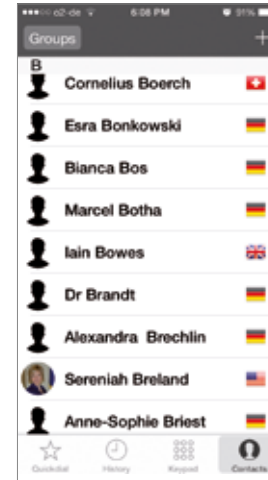 o2-de 6:08 PM 91%
Groups +
B
Cornelius Boerch
Esra Bonkowski
Bianca Bos
Marcel Botha
Iain Bowes
Dr Brandt
Alexandra Brechlin
Sereniah Breland
Anne-Sophie Briest
Quickdial History Keypad Contacts